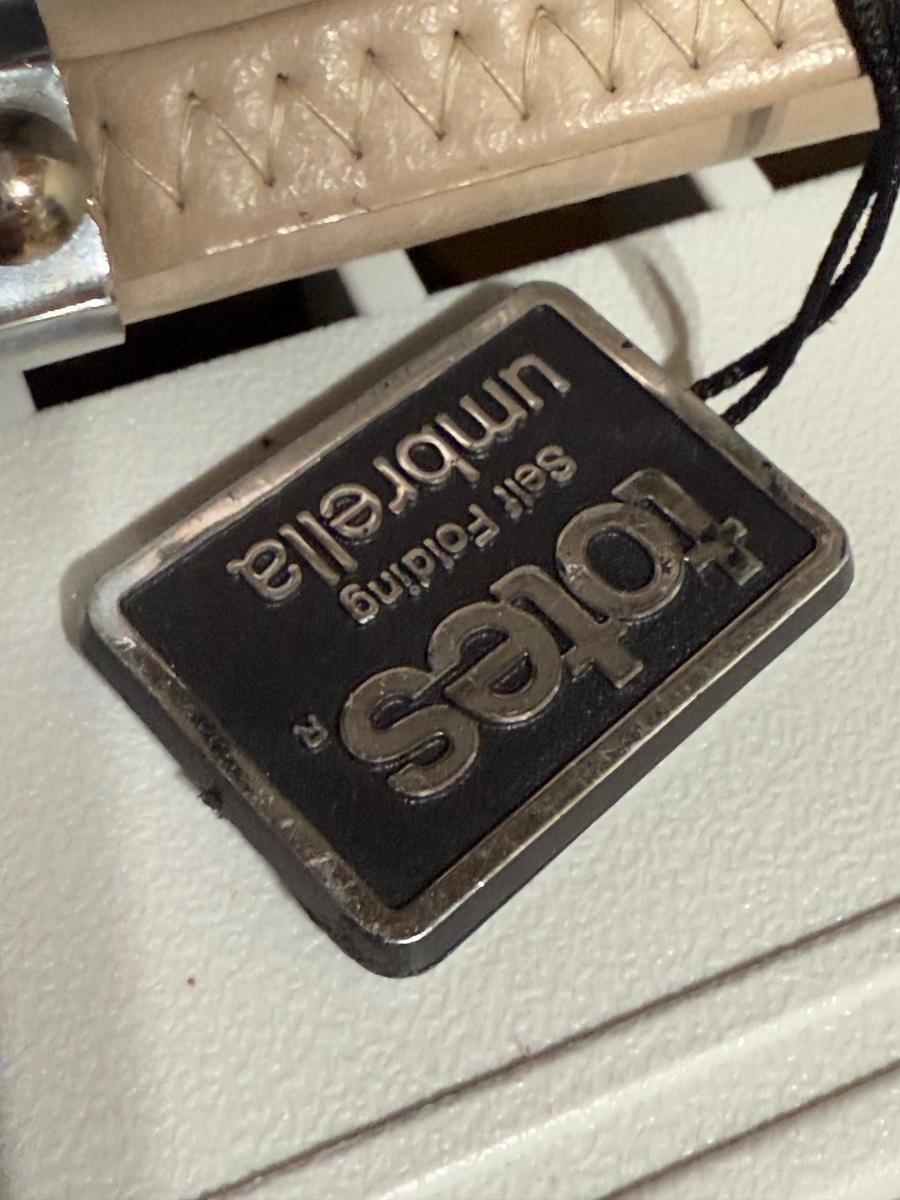 totes
R
Self Folding
umbrella